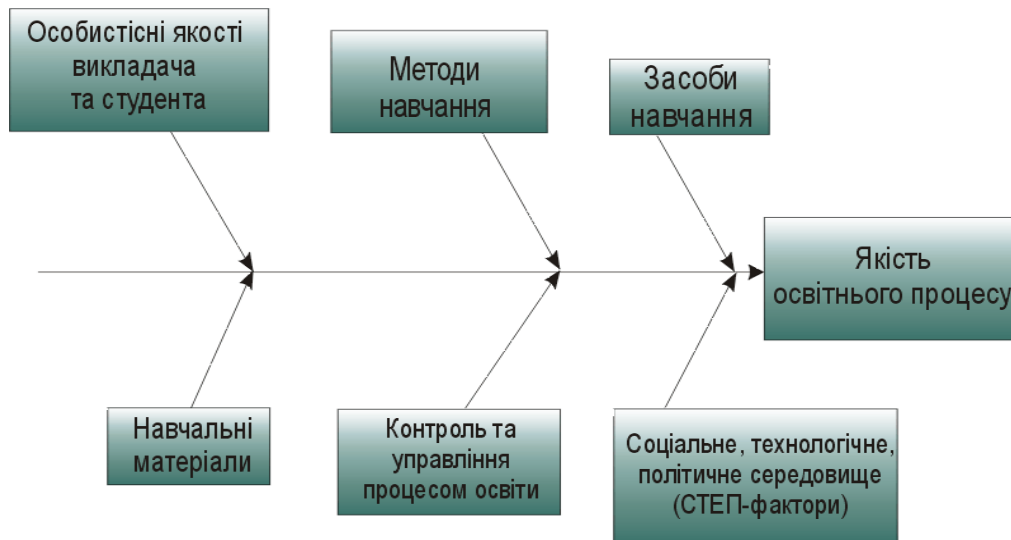 Особистісні якості
викладача
та студента
Методи
навчання
Засоби
навчання
Якість
освітнього процесу
Навчальні
матеріали
Контроль та
управління
процесом освіти
Соціальне, технологічне,
політичне середовище
(СТЕП-фактори)